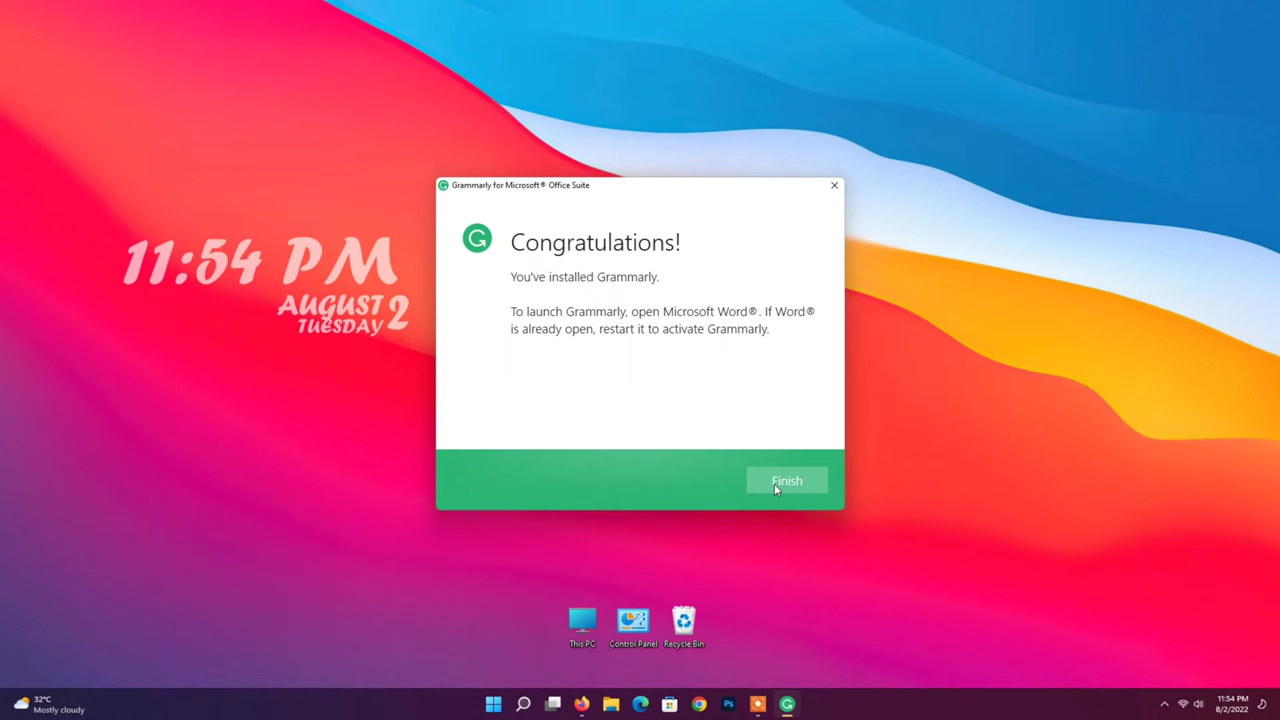 Grammarly for Microsoft® Office Suite
Congratulations!
You've installed Grammarly.
To launch Grammarly, open Microsoft Word®. If Word®
is already open, restart it to activate Grammarly.
Finish
11:54 PM
AUGUST 2
TUESDAY
This PC
Control Panel
Recycle Bin
32°C
Mostly cloudy
Ps
11:54 PM
8/2/2022